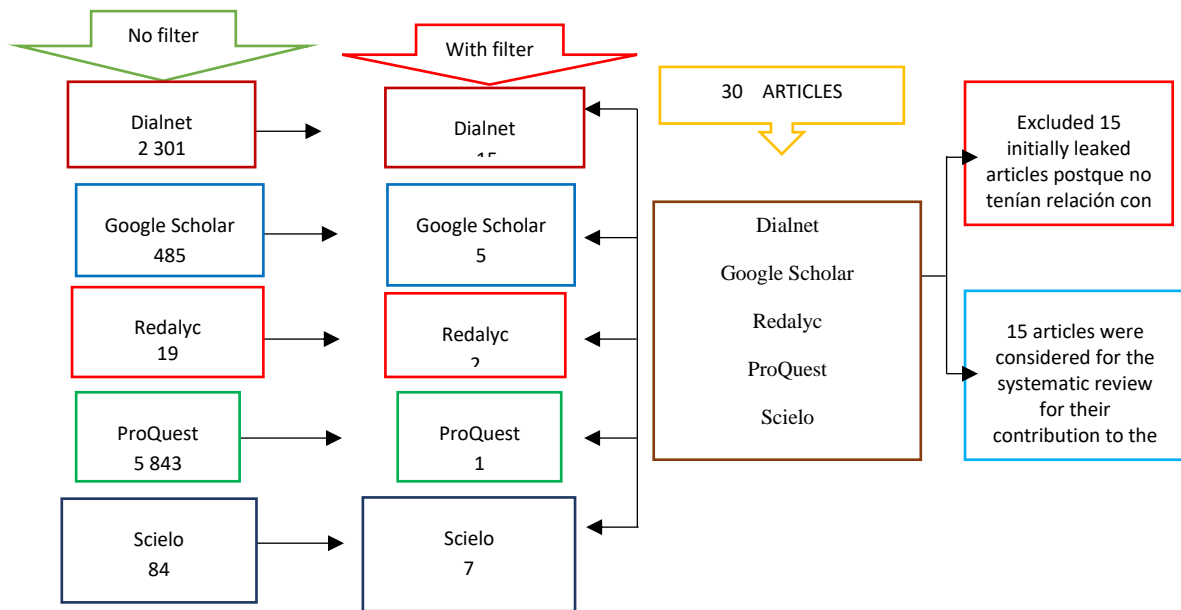 No filter
Dialnet
2 301
Google Scholar
485
Redalyc
19
ProQuest
5 843
Scielo
84
With filter
Dialnet
15
Google Scholar
5
Redalyc
2
ProQuest
1
Scielo
7
30 ARTICLES
Dialnet
Google Scholar
Redalyc
ProQuest
Scielo
Excluded 15
initially leaked
articles postque no
tenían relación con
15 articles were
considered for the
systematic review
for their
contribution to the